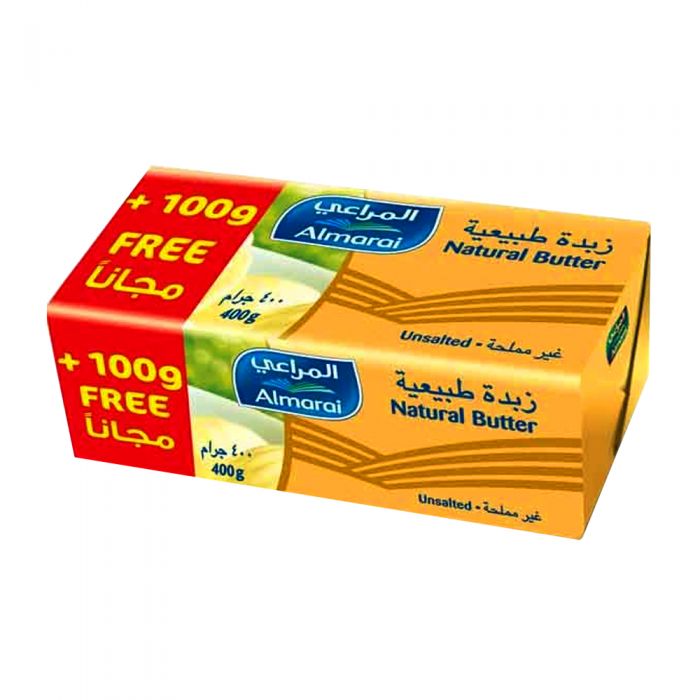 + 100g
FREE
مجاناً
المراعي
Almarai
٤٠٠ جرام
400g
زبدة طبيعية
Natural Butter
Unsalted • غير مملحة
+ 100g
FREE
مجاناً
المراعي
Almarai
٤٠٠ جرام
400g
زبدة طبيعية
Natural Butter
Unsalted • غير مملحة